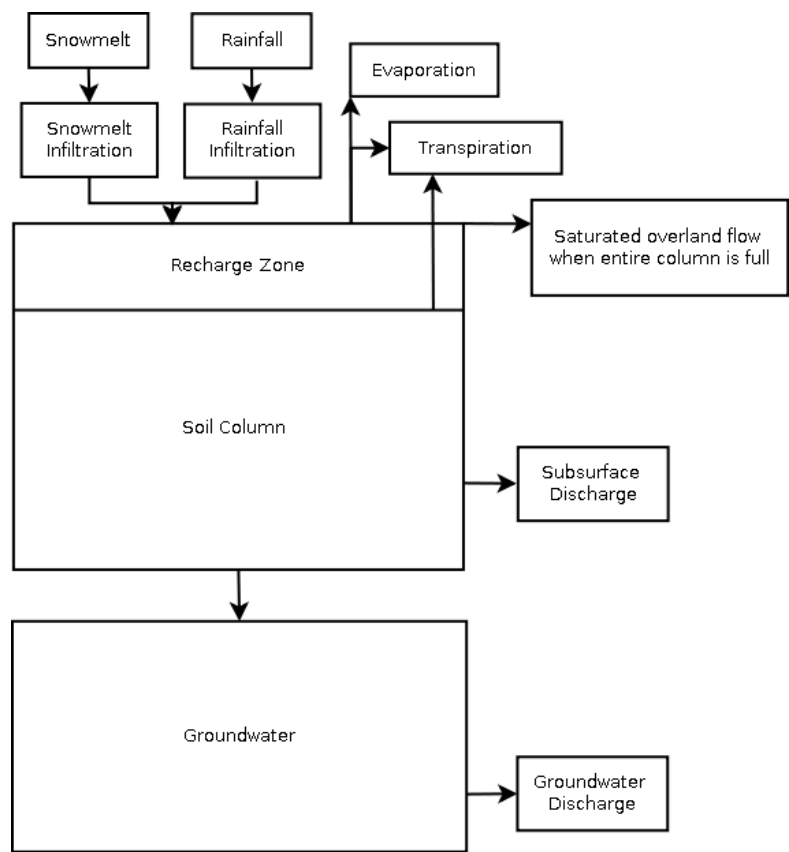 Snowmelt
Rainfall
Evaporation
Snowmelt
Infiltration
Rainfall
Infiltration
Transpiration
Saturated overland flow
when entire column is full
Recharge Zone
Soil Column
Subsurface
Discharge
Groundwater
Groundwater
Discharge